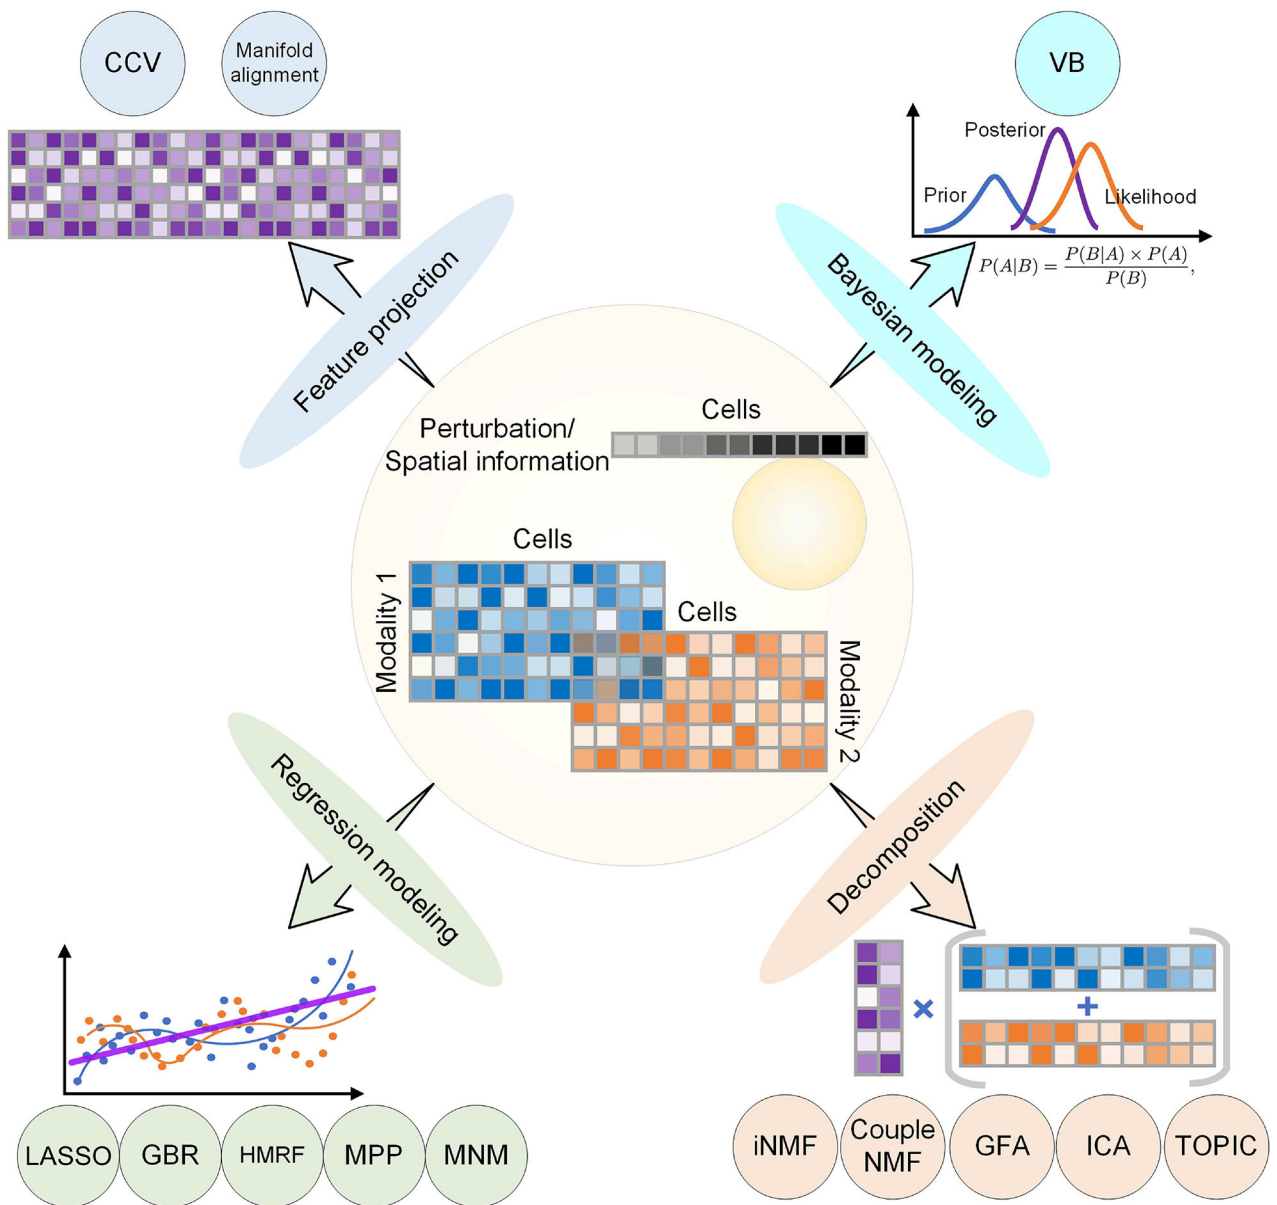 CCV
Manifold
alignment
VB
Posterior
Prior
Likelihood
P(A|B) = P(B|A) × P(A) / P(B),
Feature projection
Bayesian modeling
Cells
Perturbation/
Spatial information
Cells
Modality 1
Cells
Modality 2
Regression modeling
Decomposition
×
+
LASSO
GBR
HMRF
MPP
MNM
iNMF
Couple
NMF
GFA
ICA
TOPIC